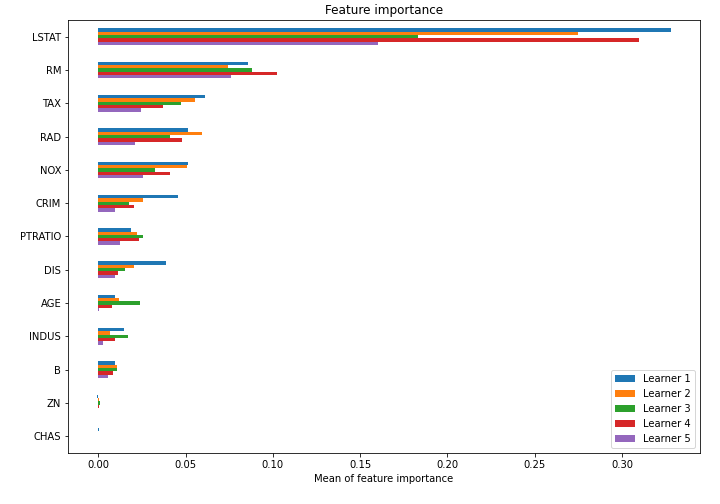 Feature importance
LSTAT
RM
TAX
RAD
NOX
CRIM
PTRATIO
DIS
AGE
INDUS
B
ZN
CHAS
Learner 1
Learner 2
Learner 3
Learner 4
Learner 5
0.00 0.05 0.10 0.15 0.20 0.25 0.30
Mean of feature importance